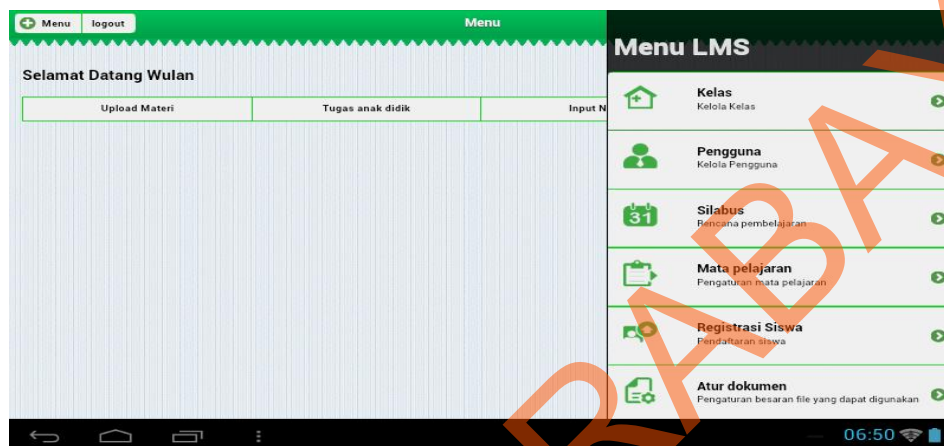 Menu logout Menu
Menu LMS
Selamat Datang Wulan
Upload Materi Tugas anak didik Input N
Kelas
Kelola Kelas
Pengguna
Kelola Pengguna
31
Silabus
Rencana pembelajaran
Mata pelajaran
Pengaturan mata pelajaran
Registrasi Siswa
Pendaftaran siswa
Atur dokumen
Pengaturan besaran file yang dapat digunakan
06:50
RABA